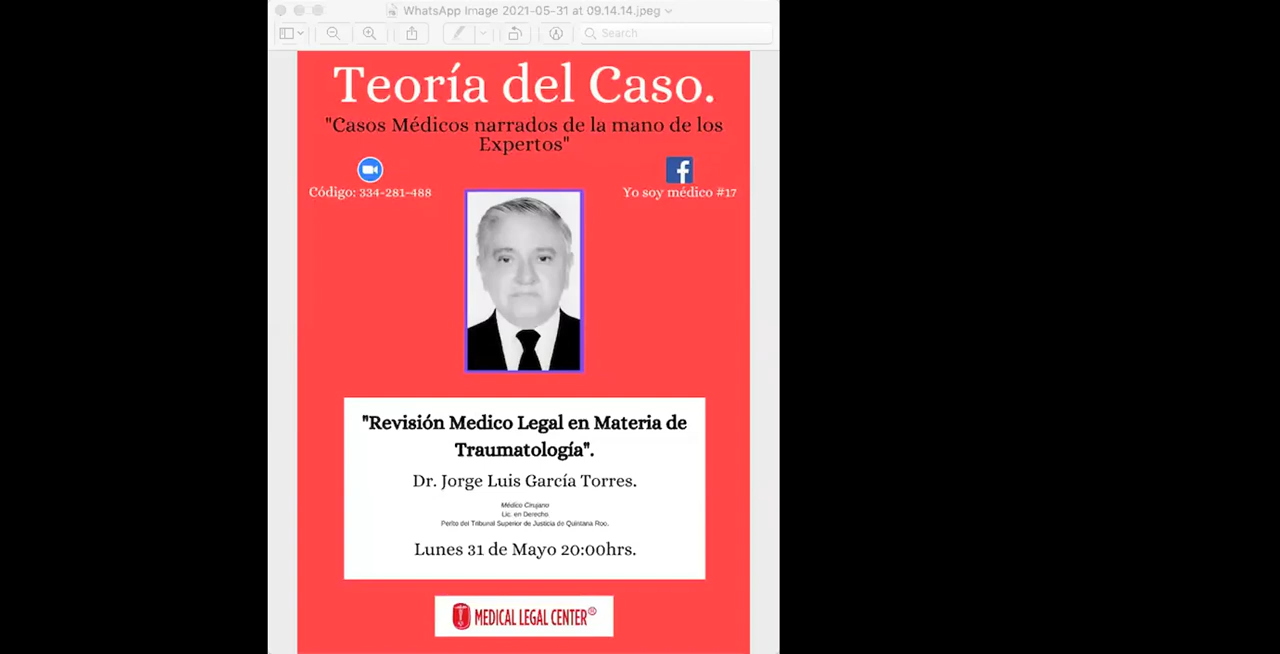 WhatsApp Image 2021-05-31 at 09.14.14.jpeg
Search
Teoría del Caso.
"Casos Médicos narrados de la mano de los
Expertos"
Código: 334-281-488
Yo soy médico #17
"Revisión Medico Legal en Materia de
Traumatología".
Dr. Jorge Luis García Torres.
Médico Cirujano
Lic. en Derecho
Perito del Tribunal Superior de Justicia de Quintana Roo.
Lunes 31 de Mayo 20:00hrs.
MEDICAL LEGAL CENTER®